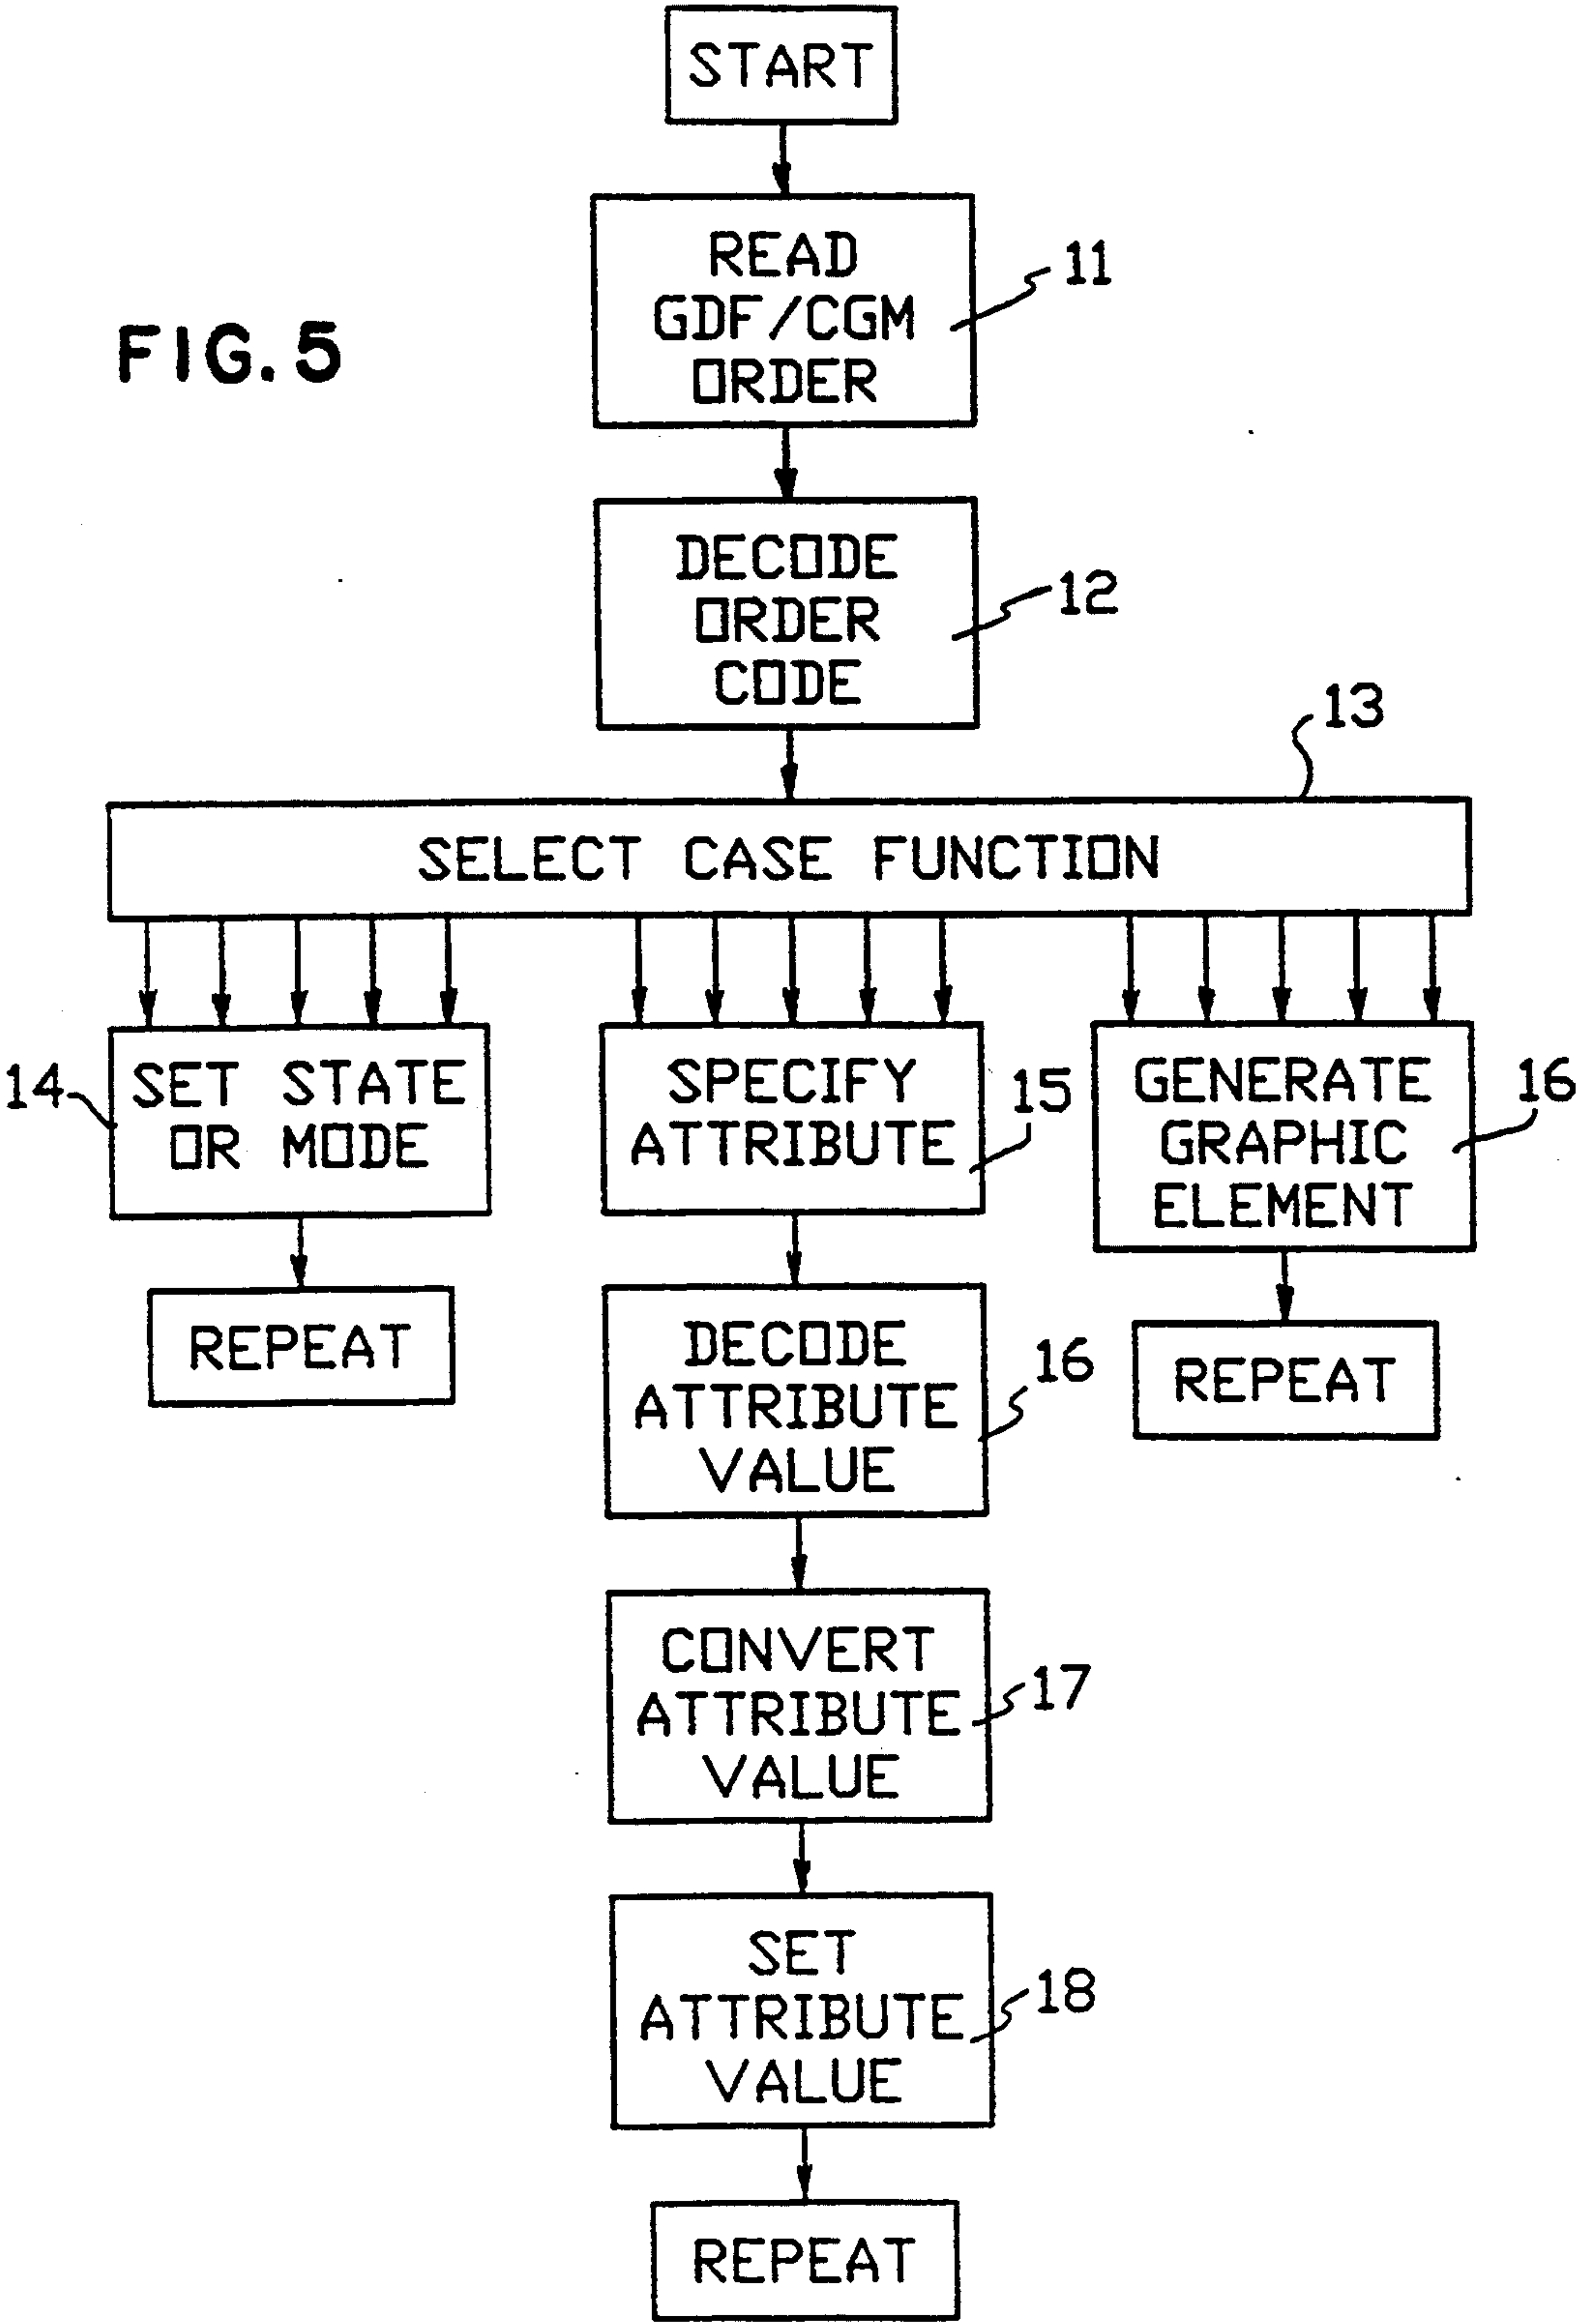 START
READ
GDF/CGM
ORDER
11
FIG. 5
DECODE
ORDER
CODE
12
13
SELECT CASE FUNCTION
14
SET STATE
OR MODE
SPECIFY
ATTRIBUTE
15
GENERATE
GRAPHIC
ELEMENT
16
REPEAT
DECODE
ATTRIBUTE
VALUE
16
REPEAT
CONVERT
ATTRIBUTE
VALUE
17
SET
ATTRIBUTE
VALUE
18
REPEAT